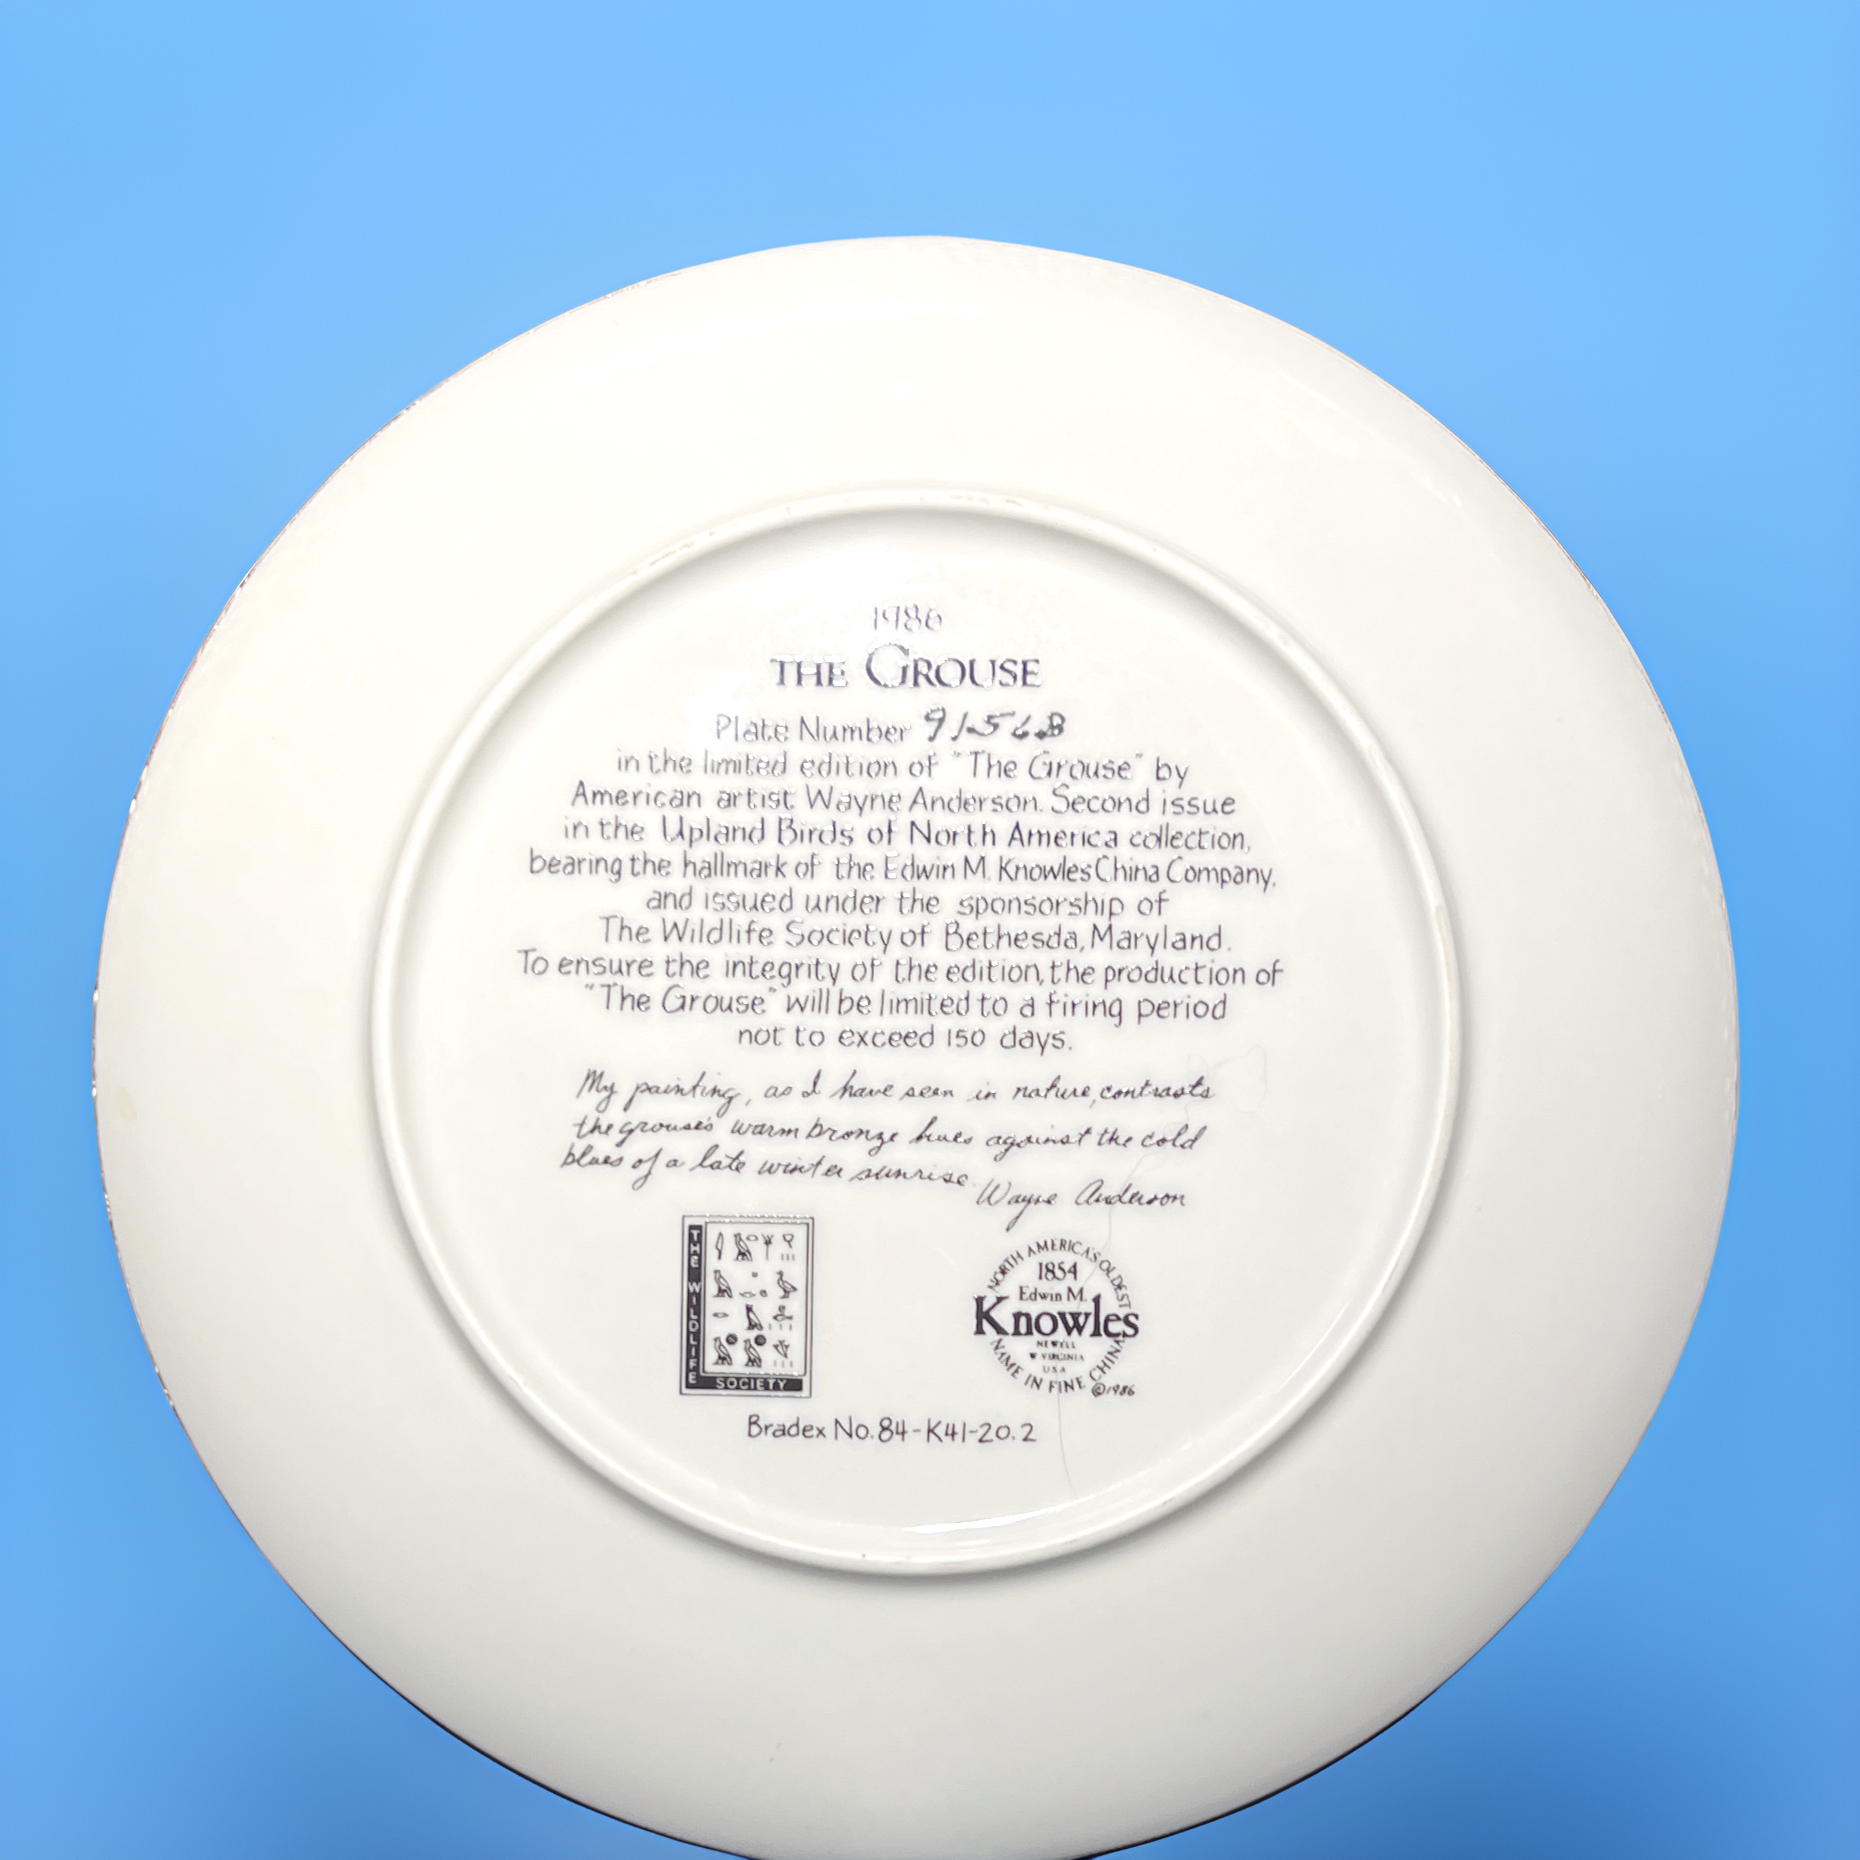 1986
THE GROUSE
Plate Number 9156B
in the limited edition of "The Grouse" by
American artist Wayne Anderson. Second issue
in the Upland Birds of North America collection,
bearing the hallmark of the Edwin M. Knowles China Company,
and issued under the sponsorship of
The Wildlife Society of Bethesda, Maryland.
To ensure the integrity of the edition, the production of
"The Grouse" will be limited to a firing period
not to exceed 150 days.
My painting, as I have seen in nature, contrasts
the grouse's warm bronze hues against the cold
blues of a late winter sunrise.
Wayne Anderson
THE WILDLIFE
SOCIETY
NORTH AMERICA'S OLDEST
1854
Edwin M.
Knowles
NEWELL
W VIRGINIA
USA
NAME IN FINE CHINA
©1986
Bradex No. 84-K41-20.2